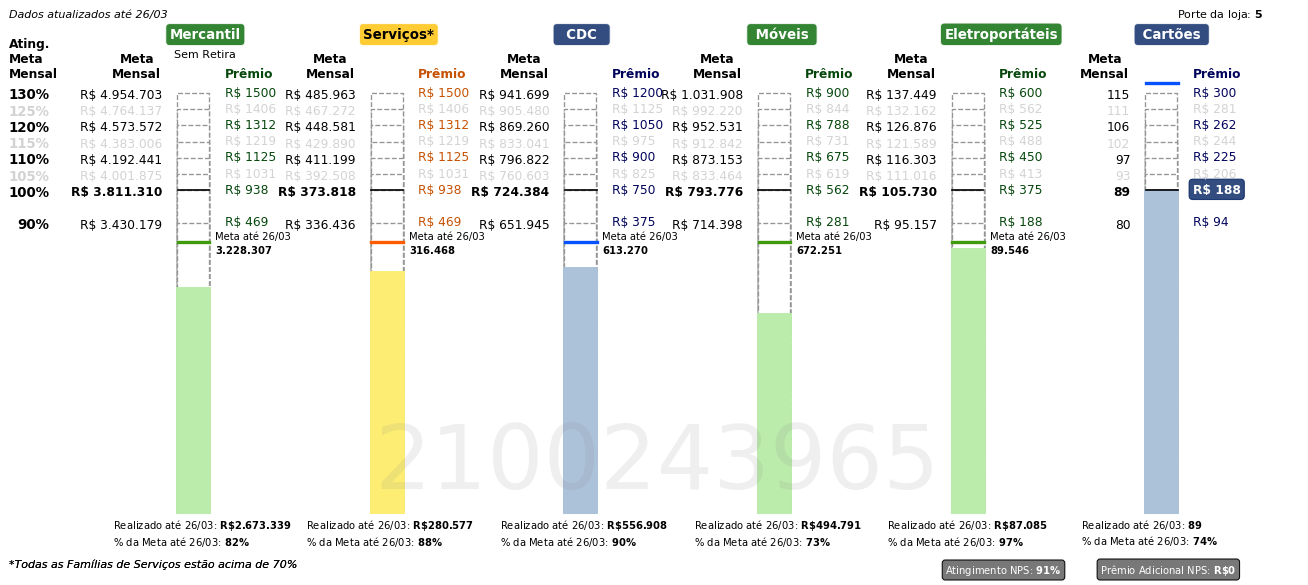 Dados atualizados até 26/03 Porte da loja: 5
Mercantil Serviços* CDC Móveis Eletroportáteis Cartões
Sem Retira
Ating. Meta Mensal Meta Mensal Prêmio Meta Mensal Prêmio Meta Mensal Prêmio Meta Mensal Prêmio Meta Mensal Prêmio Meta Mensal Prêmio
130% R$ 4.954.703 R$ 1500 R$ 485.963 R$ 1500 R$ 941.699 R$ 1200 R$ 1.031.908 R$ 900 R$ 137.449 R$ 600 115 R$ 300
125% R$ 4.764.137 R$ 1406 R$ 467.272 R$ 1406 R$ 905.480 R$ 1125 R$ 992.220 R$ 844 R$ 132.162 R$ 562 111 R$ 281
120% R$ 4.573.572 R$ 1312 R$ 448.581 R$ 1312 R$ 869.260 R$ 1050 R$ 952.531 R$ 788 R$ 126.876 R$ 525 106 R$ 262
115% R$ 4.383.006 R$ 1219 R$ 429.890 R$ 1219 R$ 833.041 R$ 975 R$ 912.842 R$ 731 R$ 121.589 R$ 488 102 R$ 244
110% R$ 4.192.441 R$ 1125 R$ 411.199 R$ 1125 R$ 796.822 R$ 900 R$ 873.153 R$ 675 R$ 116.303 R$ 450 97 R$ 225
105% R$ 4.001.875 R$ 1031 R$ 392.508 R$ 1031 R$ 760.603 R$ 825 R$ 833.464 R$ 619 R$ 111.016 R$ 413 93 R$ 206
100% R$ 3.811.310 R$ 938 R$ 373.818 R$ 938 R$ 724.384 R$ 750 R$ 793.776 R$ 562 R$ 105.730 R$ 375 89 R$ 188
90% R$ 3.430.179 R$ 469 R$ 336.436 R$ 469 R$ 651.945 R$ 375 R$ 714.398 R$ 281 R$ 95.157 R$ 188 80 R$ 94
Meta até 26/03 Meta até 26/03 Meta até 26/03 Meta até 26/03 Meta até 26/03
3.228.307 316.468 613.270 672.251 89.546
2100243965
Realizado até 26/03: R$2.673.339 Realizado até 26/03: R$280.577 Realizado até 26/03: R$556.908 Realizado até 26/03: R$494.791 Realizado até 26/03: R$87.085 Realizado até 26/03: 89
% da Meta até 26/03: 82% % da Meta até 26/03: 88% % da Meta até 26/03: 90% % da Meta até 26/03: 73% % da Meta até 26/03: 97% % da Meta até 26/03: 74%
*Todas as Famílias de Serviços estão acima de 70% Atingimento NPS: 91% Prêmio Adicional NPS: R$0